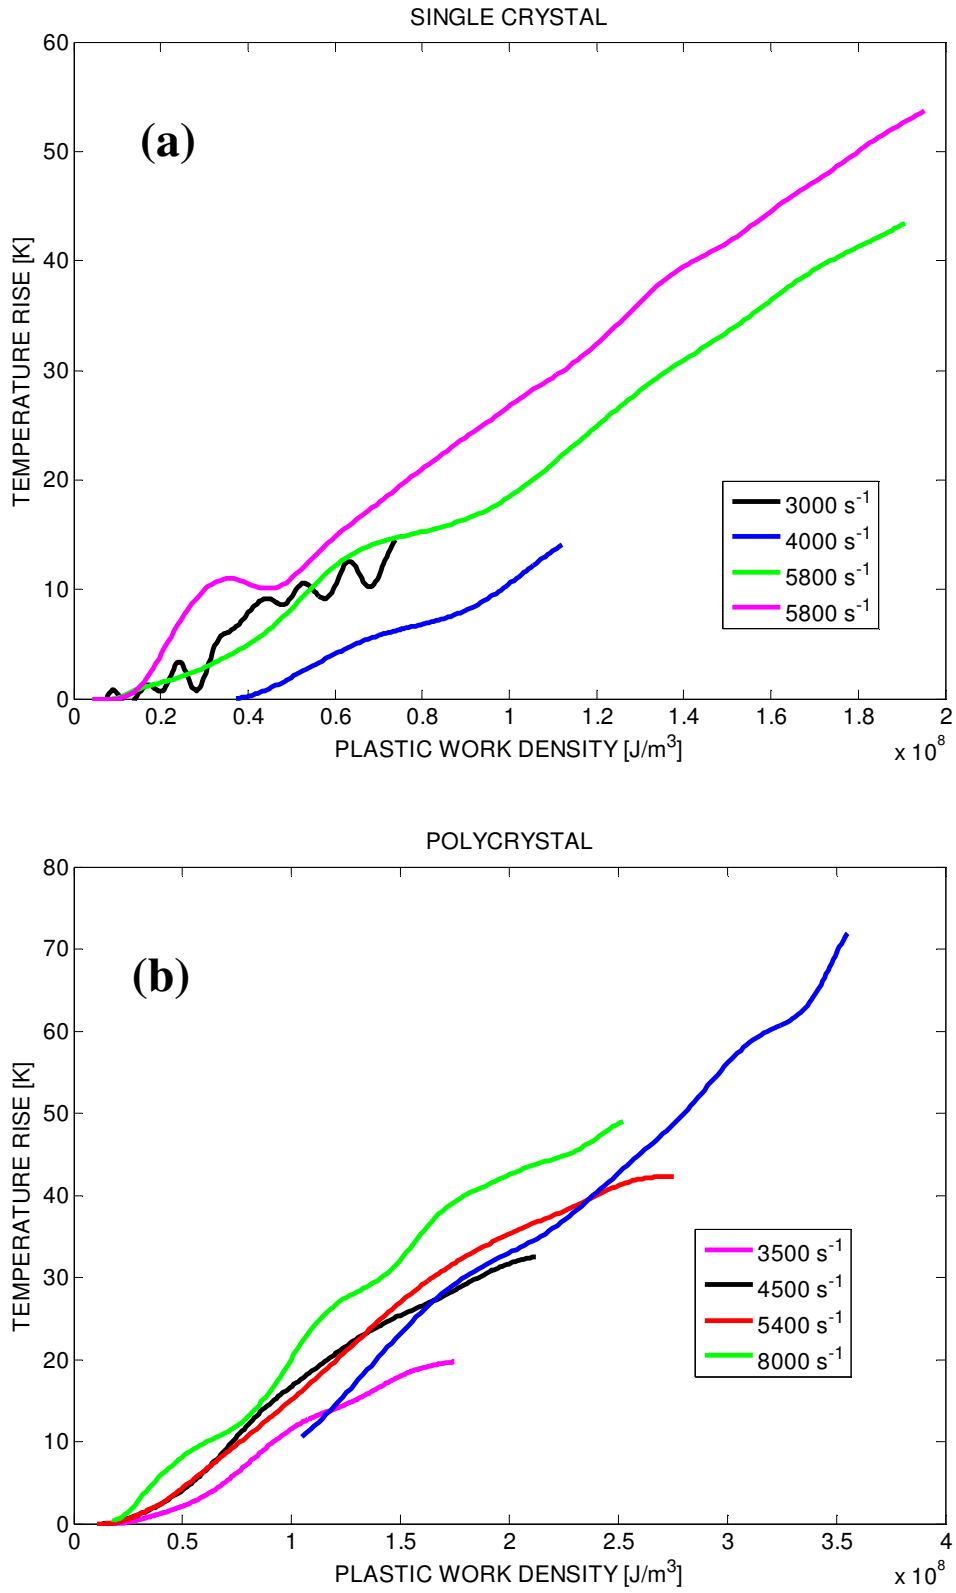 SINGLE CRYSTAL
60
50
40
30
20
10
0
(a)
TEMPERATURE RISE [K]
3000 s⁻¹
4000 s⁻¹
5800 s⁻¹
5800 s⁻¹
0 0.2 0.4 0.6 0.8 1 1.2 1.4 1.6 1.8 2
PLASTIC WORK DENSITY [J/m³]
x 10⁸
POLYCRYSTAL
80
70
60
50
40
30
20
10
0
(b)
TEMPERATURE RISE [K]
3500 s⁻¹
4500 s⁻¹
5400 s⁻¹
8000 s⁻¹
0 0.5 1 1.5 2 2.5 3 3.5 4
PLASTIC WORK DENSITY [J/m³]
x 10⁸